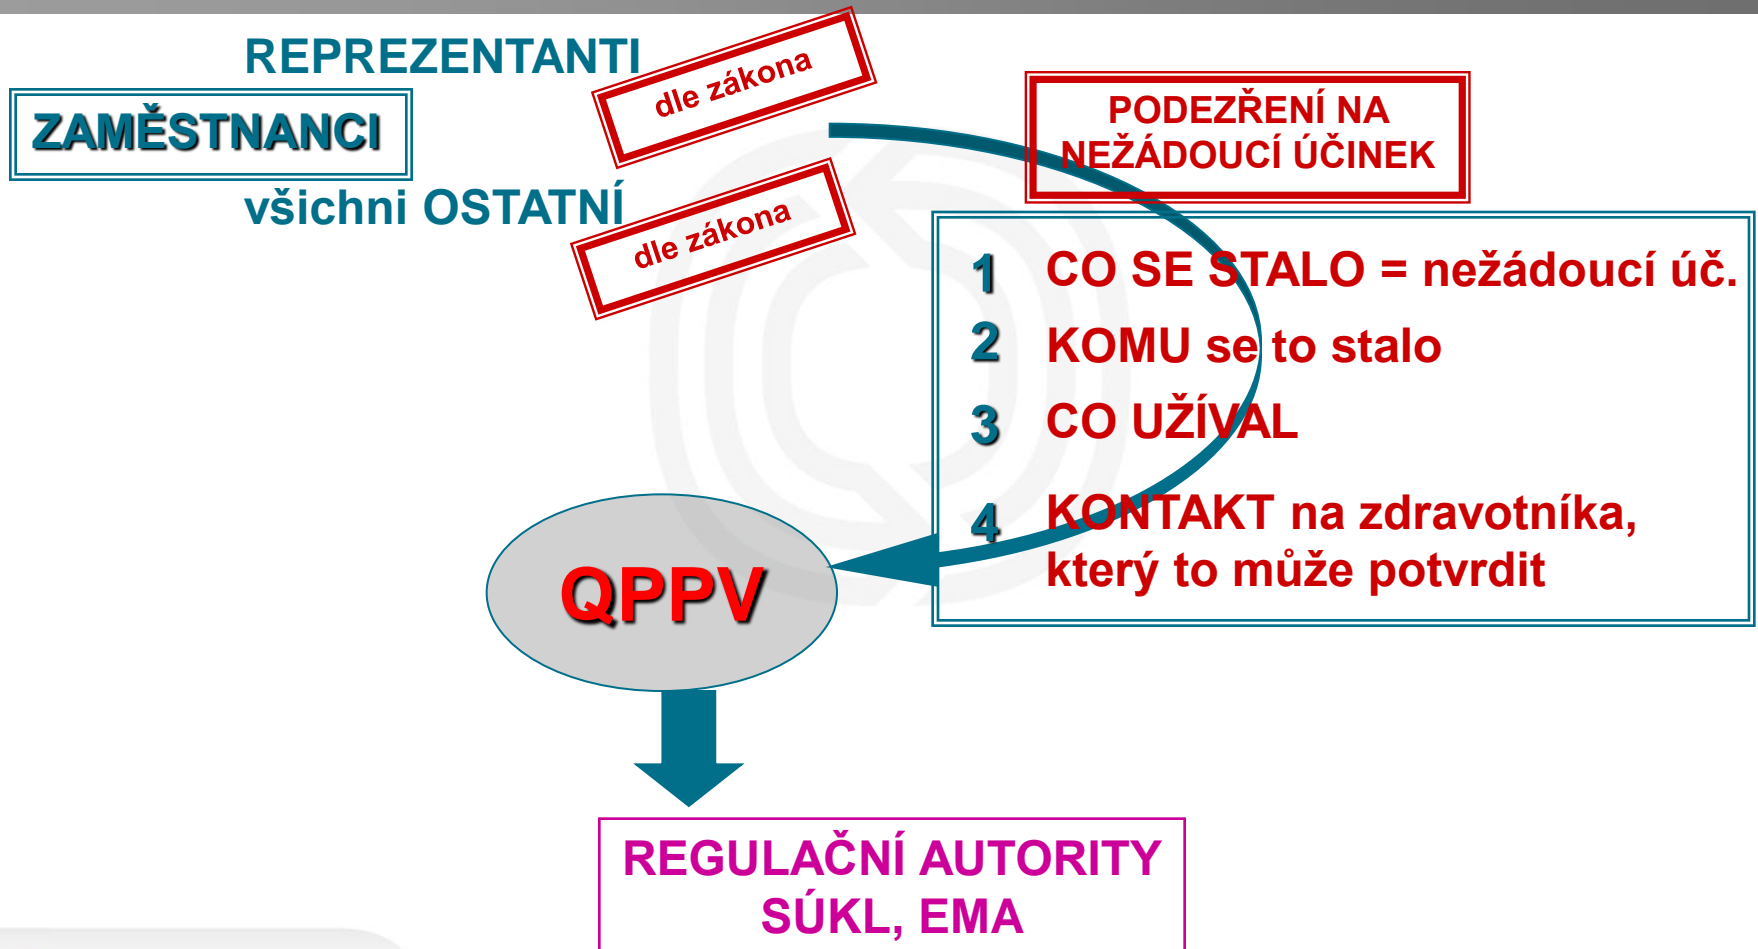 REPREZENTANTI
dle zákona
ZAMĚSTNANCI
všichni OSTATNÍ
dle zákona
PODEZŘENÍ NA
NEŽÁDOUCÍ ÚČINEK
1 CO SE STALO = nežádoucí úč.
2 KOMU se to stalo
3 CO UŽÍVAL
4 KONTAKT na zdravotníka,
který to může potvrdit
QPPV
REGULAČNÍ AUTORITY
SÚKL, EMA